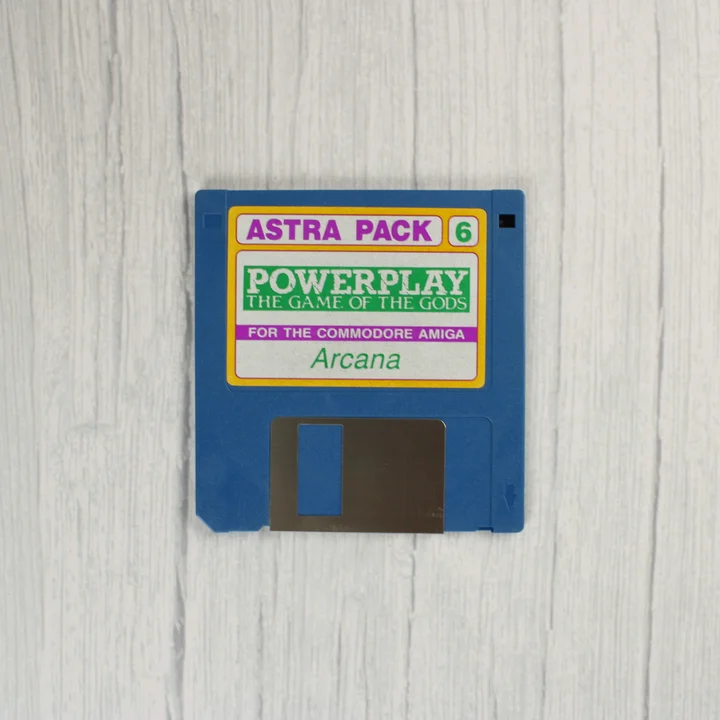 ASTRA PACK 6
POWERPLAY
THE GAME OF THE GODS
FOR THE COMMODORE AMIGA
Arcana